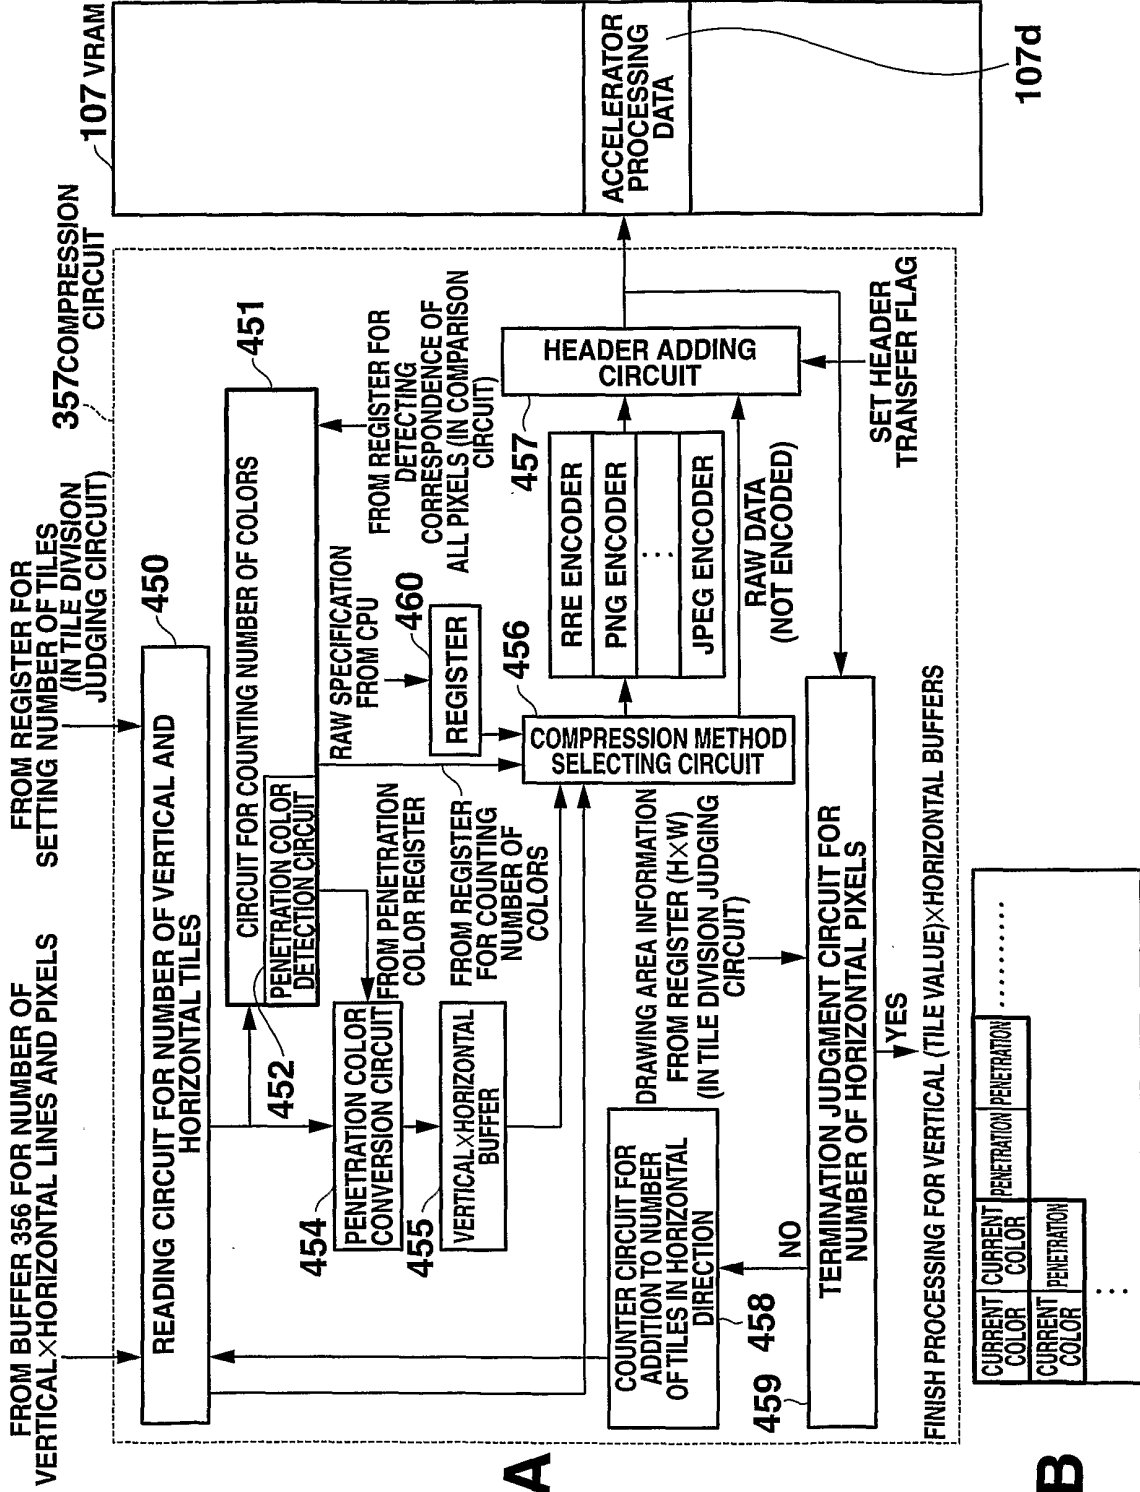 FROM BUFFER 356 FOR NUMBER OF
VERTICAL×HORIZONTAL LINES AND PIXELS
FROM REGISTER FOR
SETTING NUMBER OF TILES
(IN TILE DIVISION
JUDGING CIRCUIT)
357 COMPRESSION
CIRCUIT
107 VRAM
450
READING CIRCUIT FOR NUMBER OF VERTICAL AND
HORIZONTAL TILES
451
CIRCUIT FOR COUNTING NUMBER OF COLORS
PENETRATION COLOR
DETECTION CIRCUIT
452
FROM REGISTER FOR
DETECTING
CORRESPONDENCE OF
ALL PIXELS (IN COMPARISON
CIRCUIT)
454
PENETRATION COLOR
CONVERSION CIRCUIT
FROM PENETRATION
COLOR REGISTER
RAW SPECIFICATION
FROM CPU
460
REGISTER
455
VERTICAL×HORIZONTAL
BUFFER
FROM REGISTER
FOR COUNTING
NUMBER OF
COLORS
456
COMPRESSION METHOD
SELECTING CIRCUIT
RRE ENCODER
PNG ENCODER
...
JPEG ENCODER
457
HEADER ADDING
CIRCUIT
RAW DATA
(NOT ENCODED)
SET HEADER
TRANSFER FLAG
ACCELERATOR
PROCESSING
DATA
107d
COUNTER CIRCUIT FOR
ADDITION TO NUMBER
OF TILES IN HORIZONTAL
DIRECTION
458
DRAWING AREA INFORMATION
FROM REGISTER (H×W)
(IN TILE DIVISION JUDGING
CIRCUIT)
NO
459
TERMINATION JUDGMENT CIRCUIT FOR
NUMBER OF HORIZONTAL PIXELS
YES
FINISH PROCESSING FOR VERTICAL (TILE VALUE)×HORIZONTAL BUFFERS
A
B
CURRENT
COLOR
CURRENT
COLOR
PENETRATION
PENETRATION
.........
CURRENT
COLOR
PENETRATION
...